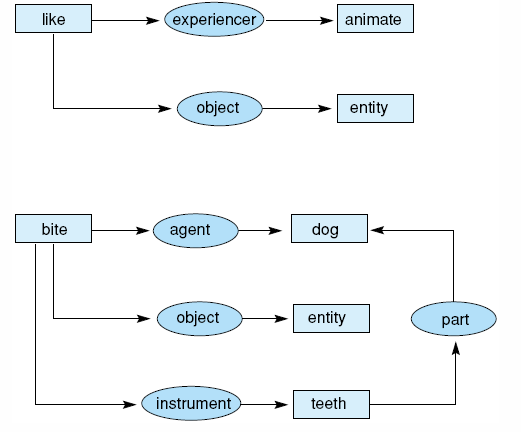 like
experiencer
animate
object
entity
bite
agent
dog
object
entity
part
instrument
teeth